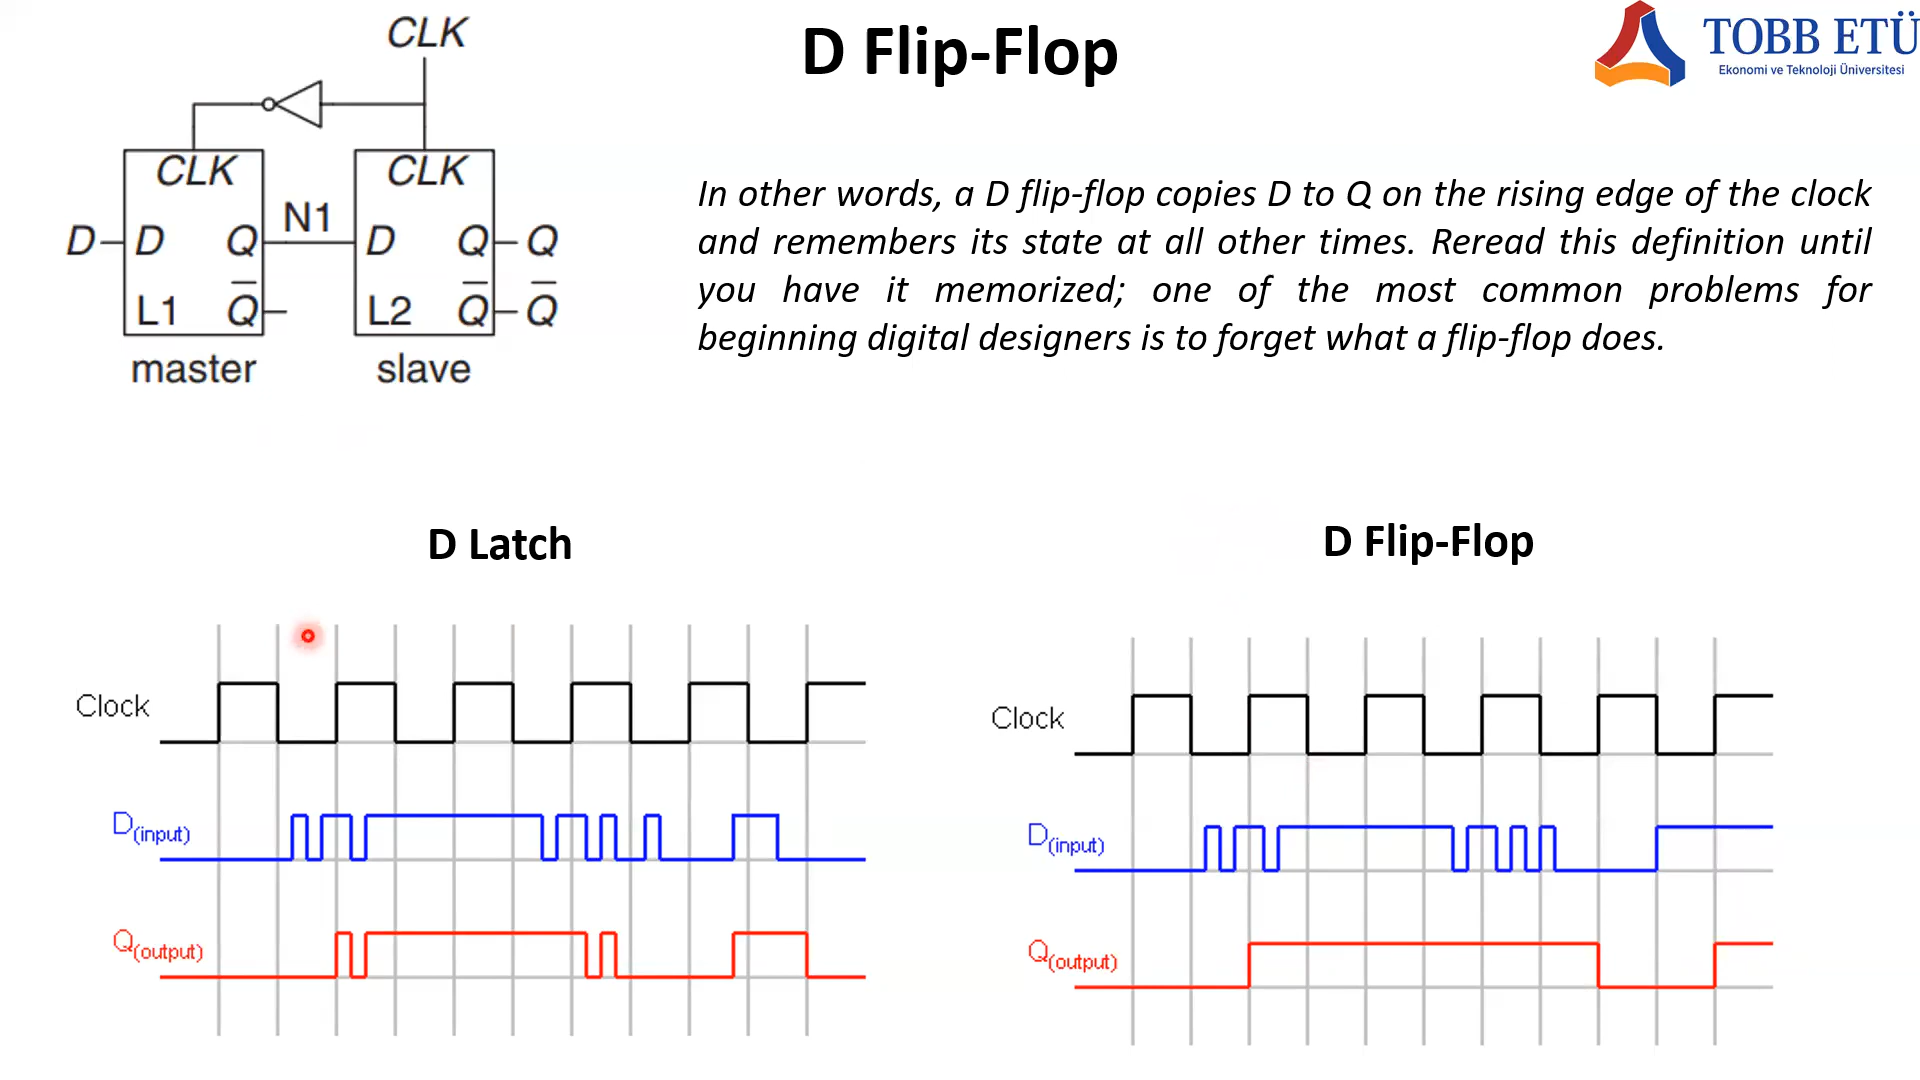 D Flip-Flop
TOBB ETÜ
Ekonomi ve Teknoloji Üniversitesi
CLK
CLK CLK
D D Q N1 D Q Q
L1 Q L2 Q Q
master slave
In other words, a D flip-flop copies D to Q on the rising edge of the clock
and remembers its state at all other times. Reread this definition until
you have it memorized; one of the most common problems for
beginning digital designers is to forget what a flip-flop does.
D Latch
Clock
D(input)
Q(output)
D Flip-Flop
Clock
D(input)
Q(output)